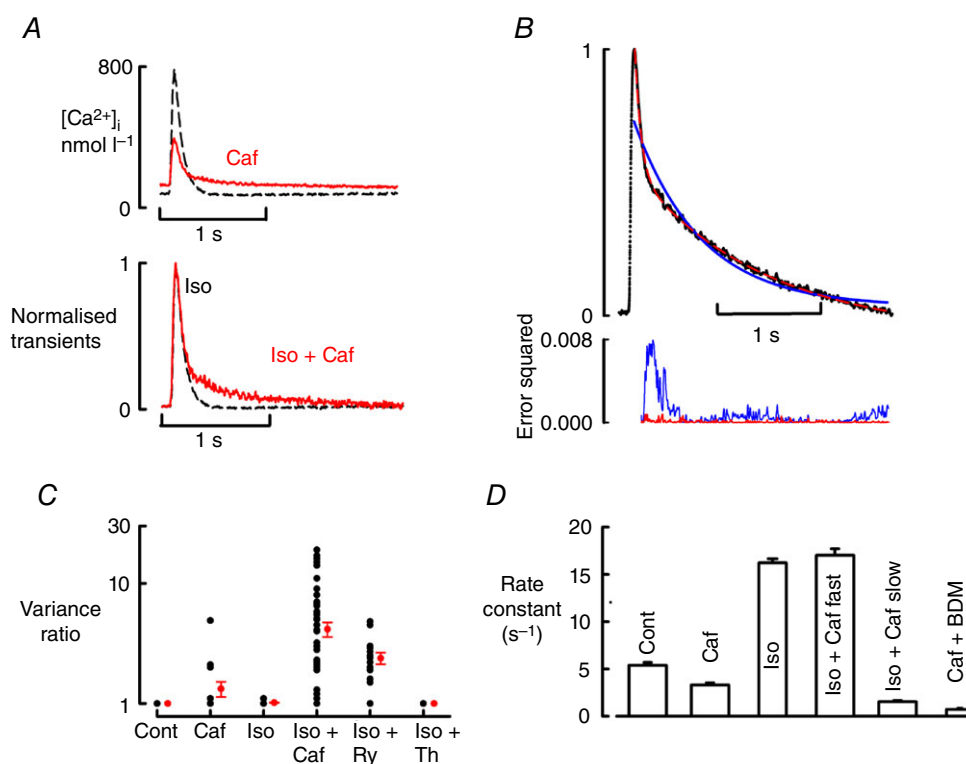 A
800
[Ca²⁺]ᵢ
nmol l⁻¹
Caf
0
1 s
1
Iso
Normalised
transients
Iso + Caf
0
1 s
B
1
0
1 s
0.008
Error squared
0.000
C
30
10
Variance
ratio
1
Cont
Caf
Iso
Iso +
Caf
Iso +
Ry
Iso +
Th
D
20
15
Rate
constant
(s⁻¹)
10
5
0
Cont
Caf
Iso
Iso + Caf fast
Iso + Caf slow
Caf + BDM